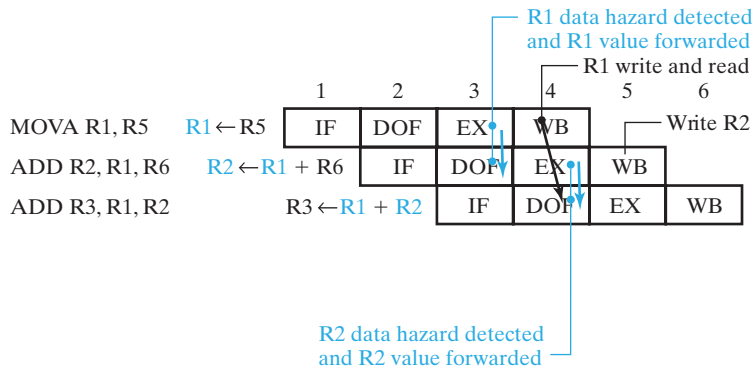 R1 data hazard detected
and R1 value forwarded
R1 write and read
1 2 3 4 5 6
MOVA R1, R5 R1 ← R5 IF DOF EX WB Write R2
ADD R2, R1, R6 R2 ← R1 + R6 IF DOF EX WB
ADD R3, R1, R2 R3 ← R1 + R2 IF DOF EX WB
R2 data hazard detected
and R2 value forwarded